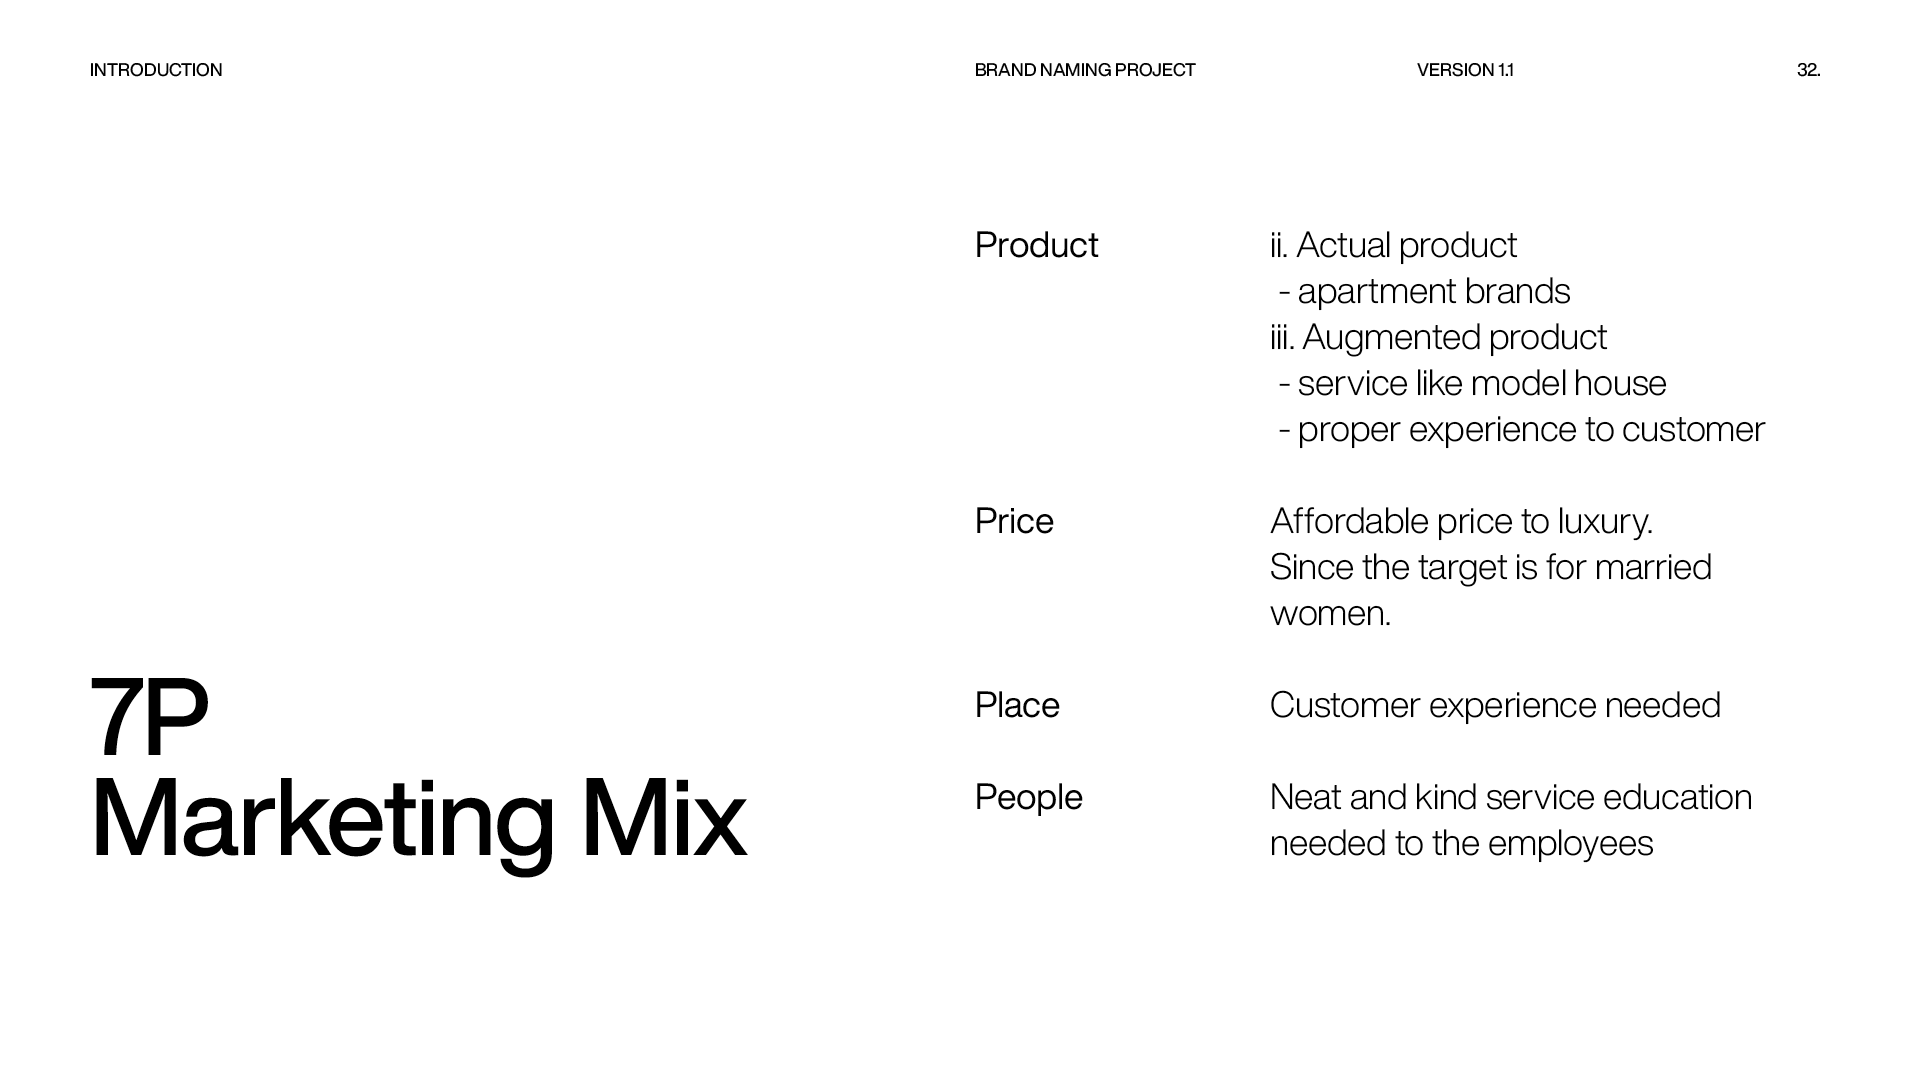 INTRODUCTION
BRAND NAMING PROJECT
VERSION 1.1
32.
7P
Marketing Mix
Product
ii. Actual product
- apartment brands
iii. Augmented product
- service like model house
- proper experience to customer
Price
Affordable price to luxury.
Since the target is for married
women.
Place
Customer experience needed
People
Neat and kind service education
needed to the employees